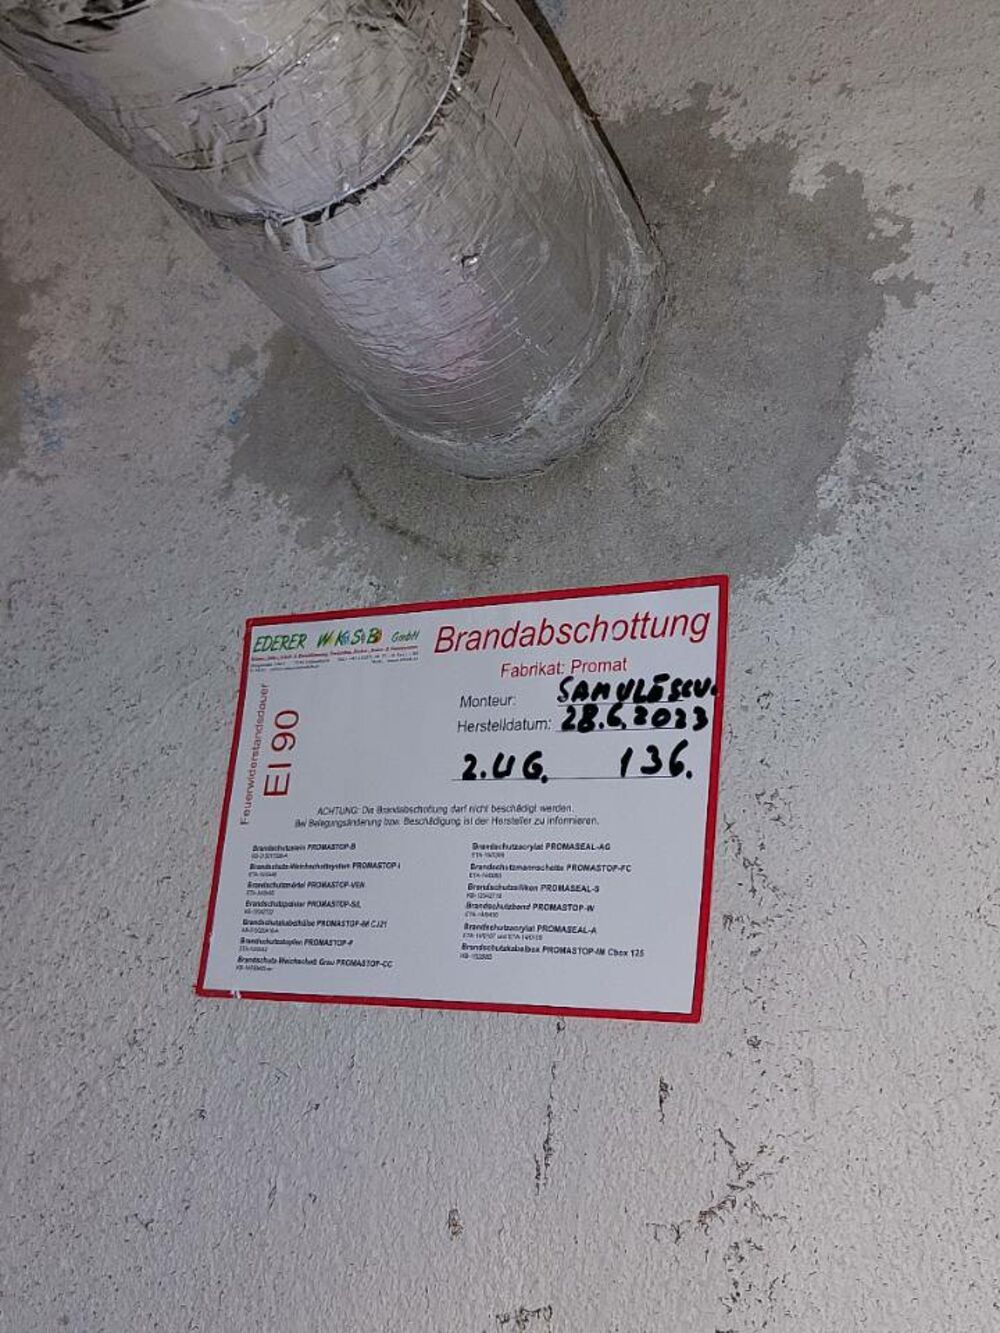 EDERER WKSB GmbH
Brandabschottung
Fabrikat: Promat
Feuerwiderstandsdauer
EI 90
Monteur: SAMULESCU.
Herstelldatum: 28.6.2023
2.UG. 136.
ACHTUNG: Die Brandabschottung darf nicht beschädigt werden.
Bei Belegungsänderung bzw. Beschädigung ist der Hersteller zu informieren.
Brandschutzstein PROMASTOP-B
Brandschutz-Weichschottsystem PROMASTOP-I
Brandschutzmörtel PROMASTOP-VEN
Brandschutzpolster PROMASTOP-S/L
Brandschutzkabelhülse PROMASTOP-IM CJ21
Brandschutzstopfen PROMASTOP-P
Brandschutz-Weichschott Grau PROMASTOP-CC
Brandschutzacrylat PROMASEAL-AG
Brandschutzmannschette PROMASTOP-FC
Brandschutzsilikon PROMASEAL-S
Brandschutzband PROMASTOP-W
Brandschutzacrylat PROMASEAL-A
Brandschutzkabelbox PROMASTOP-IM Cbox 125